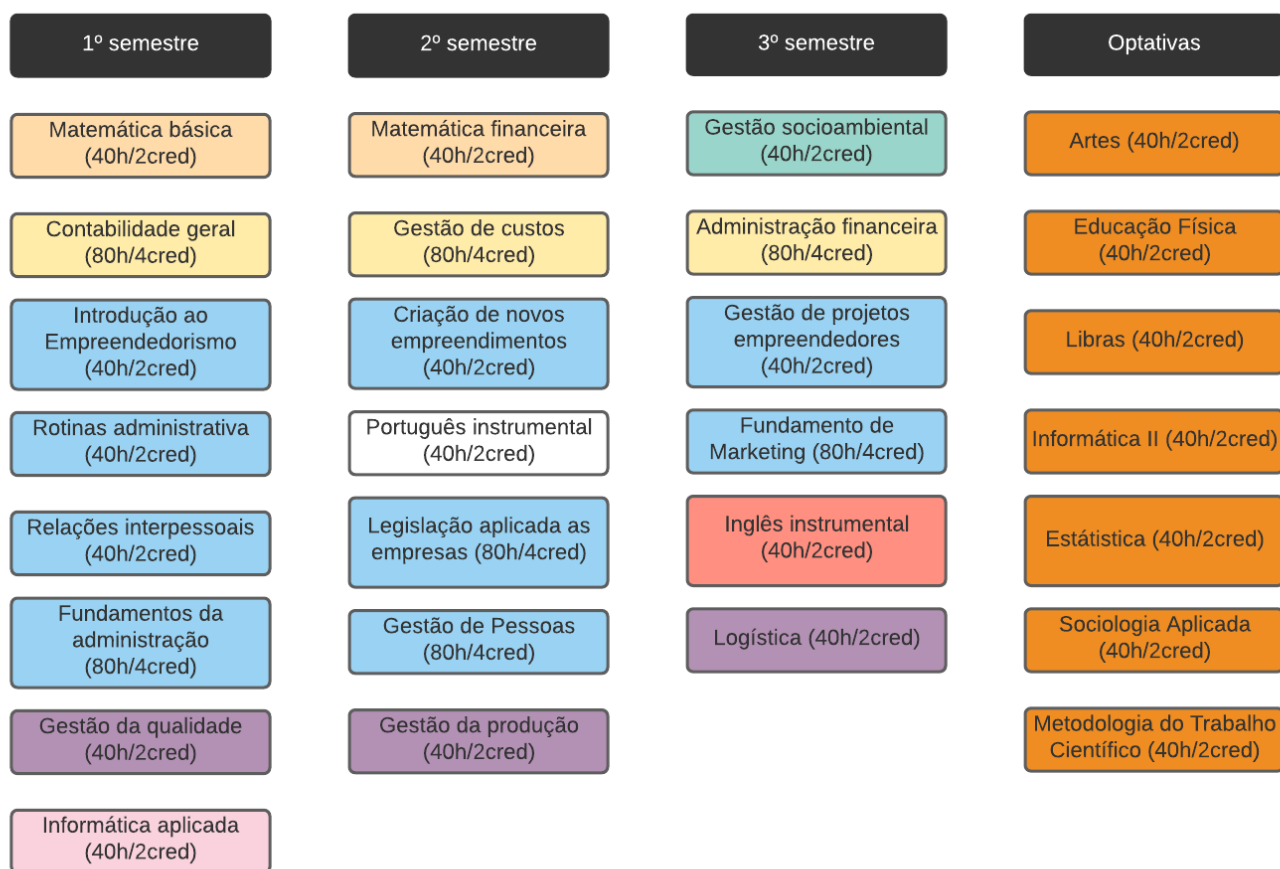 1º semestre
Matemática básica
(40h/2cred)
Contabilidade geral
(80h/4cred)
Introdução ao
Empreendedorismo
(40h/2cred)
Rotinas administrativa
(40h/2cred)
Relações interpessoais
(40h/2cred)
Fundamentos da
administração
(80h/4cred)
Gestão da qualidade
(40h/2cred)
Informática aplicada
(40h/2cred)
2º semestre
Matemática financeira
(40h/2cred)
Gestão de custos
(80h/4cred)
Criação de novos
empreendimentos
(40h/2cred)
Português instrumental
(40h/2cred)
Legislação aplicada as
empresas (80h/4cred)
Gestão de Pessoas
(80h/4cred)
Gestão da produção
(40h/2cred)
3º semestre
Gestão socioambiental
(40h/2cred)
Administração financeira
(80h/4cred)
Gestão de projetos
empreendedores
(40h/2cred)
Fundamento de
Marketing (80h/4cred)
Inglês instrumental
(40h/2cred)
Logística (40h/2cred)
Optativas
Artes (40h/2cred)
Educação Física
(40h/2cred)
Libras (40h/2cred)
Informática II (40h/2cred)
Estátistica (40h/2cred)
Sociologia Aplicada
(40h/2cred)
Metodologia do Trabalho
Científico (40h/2cred)